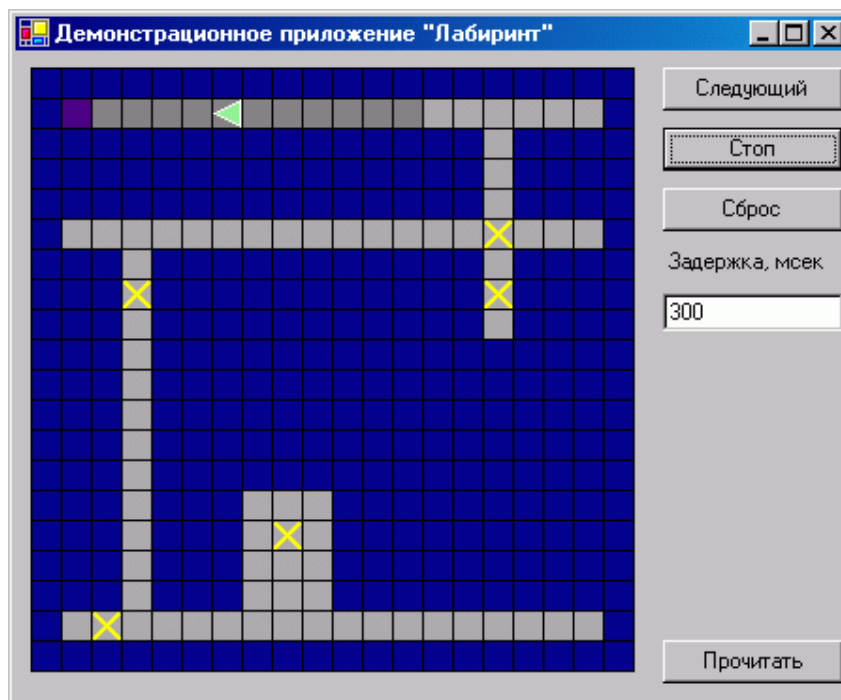 Демонстрационное приложение "Лабиринт"
Следующий
Стоп
Сброс
Задержка, мсек
300
Прочитать